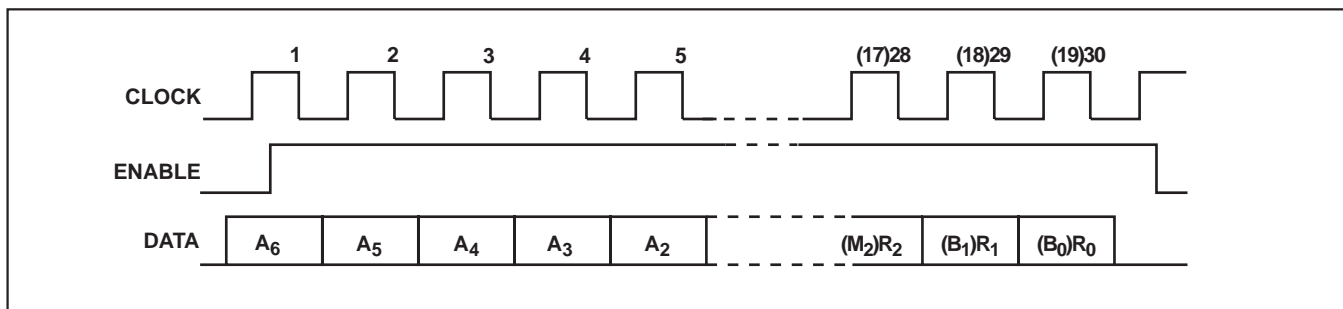 1 2 3 4 5 (17)28 (18)29 (19)30
CLOCK
ENABLE
DATA A6 A5 A4 A3 A2 (M2)R2 (B1)R1 (B0)R0